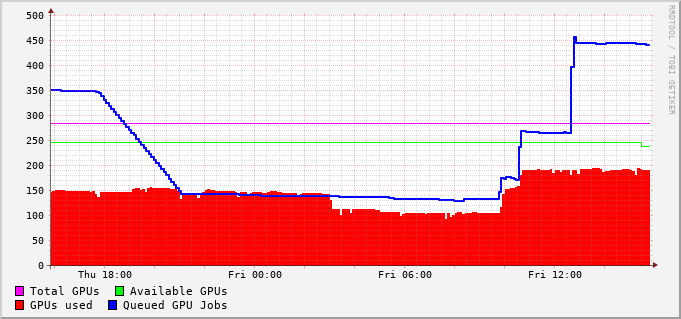 500
450
400
350
300
250
200
150
100
50
0
Thu 18:00 Fri 00:00 Fri 06:00 Fri 12:00
Total GPUs Available GPUs
GPUs used Queued GPU Jobs
RRDTOOL / TOBI OETIKER